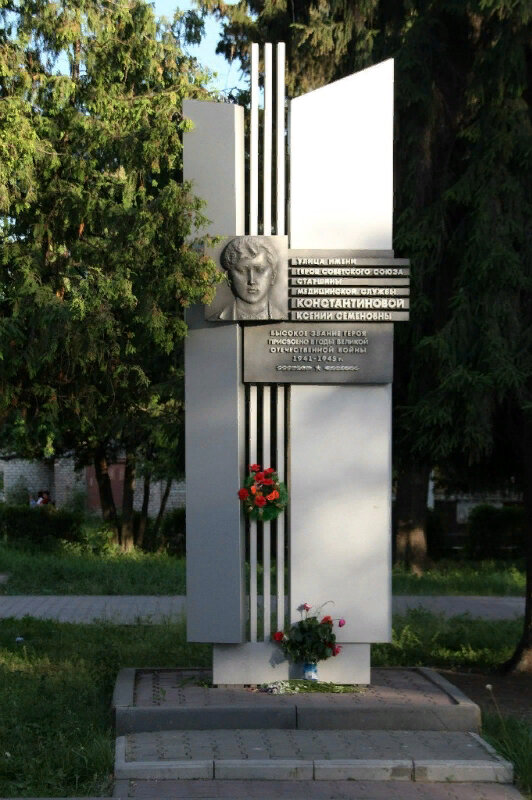 УЛИЦА ИМЕНИ
ГЕРОЯ СОВЕТСКОГО СОЮЗА
СТАРШИНЫ
МЕДИЦИНСКОЙ СЛУЖБЫ
КОНСТАНТИНОВОЙ
КСЕНИИ СЕМЕНОВНЫ
ВЫСОКОЕ ЗВАНИЕ ГЕРОЯ
ПРИСВОЕНО В ГОДЫ ВЕЛИКОЙ
ОТЕЧЕСТВЕННОЙ ВОЙНЫ
1941-1945 г.